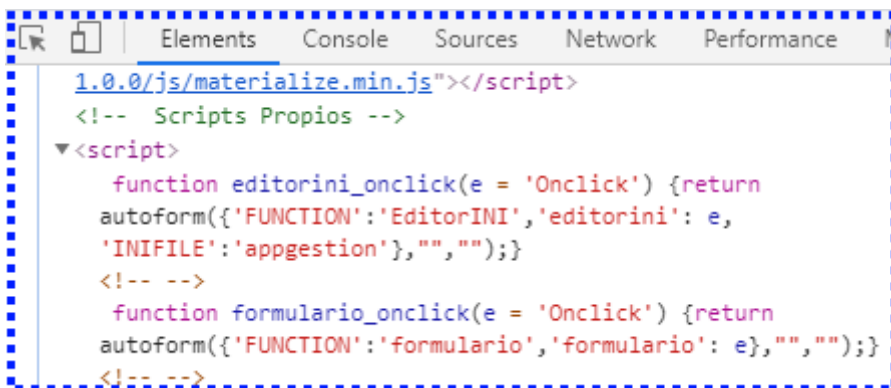 Elements Console Sources Network Performance
1.0.0/js/materialize.min.js"></script>
<!-- Scripts Propios -->
▼<script>
function editorini_onclick(e = 'Onclick') {return
autoform({'FUNCTION':'EditorINI','editorini': e,
'INIFILE':'appgestion'},"","");}
<!-- -->
function formulario_onclick(e = 'Onclick') {return
autoform({'FUNCTION':'formulario','formulario': e},"","");}
<!-- -->